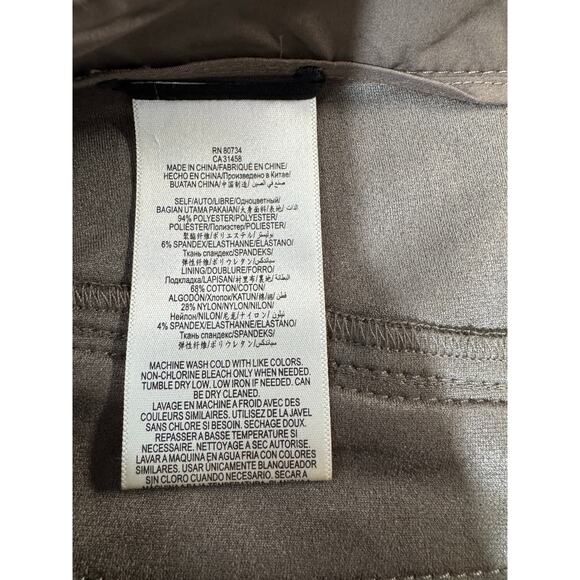 RN 80734
CA 31458
MADE IN CHINA/FABRIQUÉ EN CHINE/
HECHO EN CHINA/Произведено в Китае/
BUATAN CHINA/中国制造/ صنع في الصين
SELF/AUTO/LIBRE/Одноцветный/
BAGIAN UTAMA PAKAIAN/大身面料/表地/ الذات
94% POLYESTER/POLYESTER/
POLIÉSTER/Полиэстер/POLIESTER/
聚酯纤维/ポリエステル/بوليستر
6% SPANDEX/ELASTHANNE/ELASTANO/
Ткань спандекс/SPANDEKS/
弹性纤维/ポリウレタン/سباندكس
LINING/DOUBLURE/FORRO/
Подкладка/LAPISAN/衬里布/裏地/ البطانة
68% COTTON/COTON/
ALGODÓN/Хлопок/KATUN/棉/綿/ قطن
28% NYLON/NYLON/NILON/
Нейлон/NILON/尼龙/ナイロン/ نيلون
4% SPANDEX/ELASTHANNE/ELASTANO/
Ткань спандекс/SPANDEKS/
弹性纤维/ポリウレタン/سباندكس
MACHINE WASH COLD WITH LIKE COLORS.
NON-CHLORINE BLEACH ONLY WHEN NEEDED.
TUMBLE DRY LOW. LOW IRON IF NEEDED. CAN
BE DRY CLEANED.
LAVAGE EN MACHINE A FROID AVEC DES
COULEURS SIMILAIRES. UTILISEZ DE LA JAVEL
SANS CHLORE SI BESOIN. SECHAGE DOUX.
REPASSER A BASSE TEMPERATURE SI
NECESSAIRE. NETTOYAGE A SEC AUTORISE.
LAVAR A MAQUINA EN AGUA FRIA CON COLORES
SIMILARES. USAR ÚNICAMENTE BLANQUEADOR
SIN CLORO CUANDO SEA NECESARIO. SECAR A